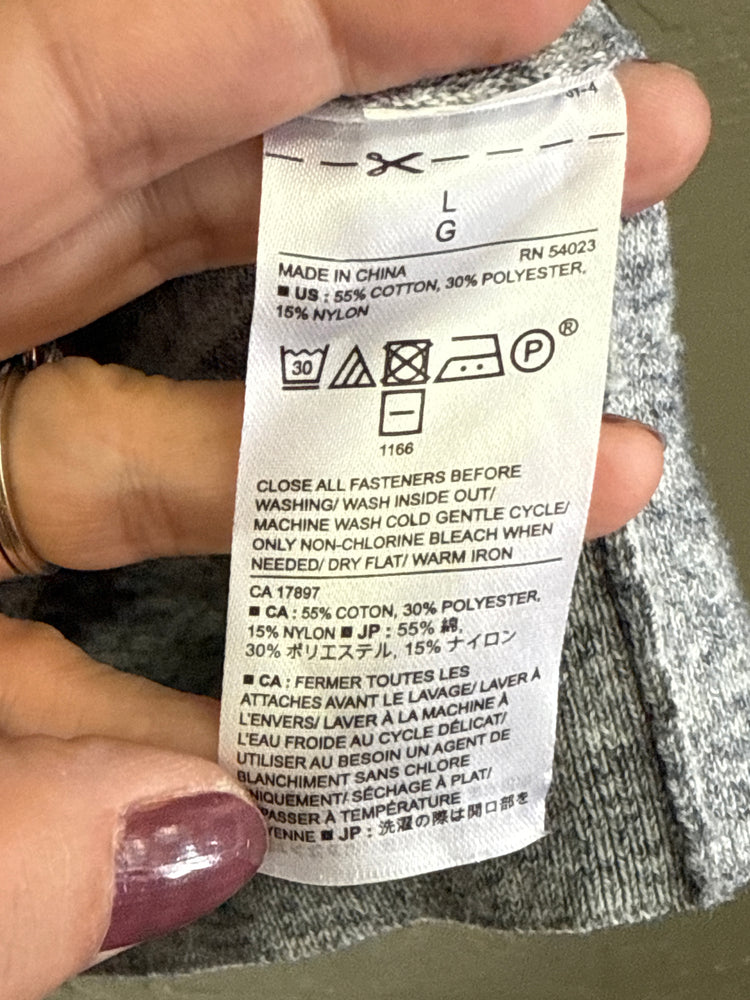 L
G
RN 54023
MADE IN CHINA
■ US : 55% COTTON, 30% POLYESTER,
15% NYLON
30 P ®
1166
CLOSE ALL FASTENERS BEFORE
WASHING/ WASH INSIDE OUT/
MACHINE WASH COLD GENTLE CYCLE/
ONLY NON-CHLORINE BLEACH WHEN
NEEDED/ DRY FLAT/ WARM IRON
CA 17897
■ CA : 55% COTON, 30% POLYESTER,
15% NYLON ■ JP : 55% 綿,
30% ポリエステル, 15% ナイロン
■ CA : FERMER TOUTES LES
ATTACHES AVANT LE LAVAGE/ LAVER À
L'ENVERS/ LAVER À LA MACHINE À
L'EAU FROIDE AU CYCLE DÉLICAT/
UTILISER AU BESOIN UN AGENT DE
BLANCHIMENT SANS CHLORE
NIQUEMENT/ SÉCHAGE À PLAT/
PASSER À TEMPÉRATURE
YENNE ■ JP : 洗濯の際は開口部を